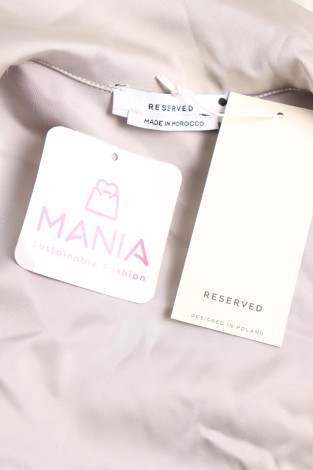 RESERVED
MADE IN MOROCCO
MANIA
Sustainable Fashion
RESERVED
DESIGNED IN POLAND